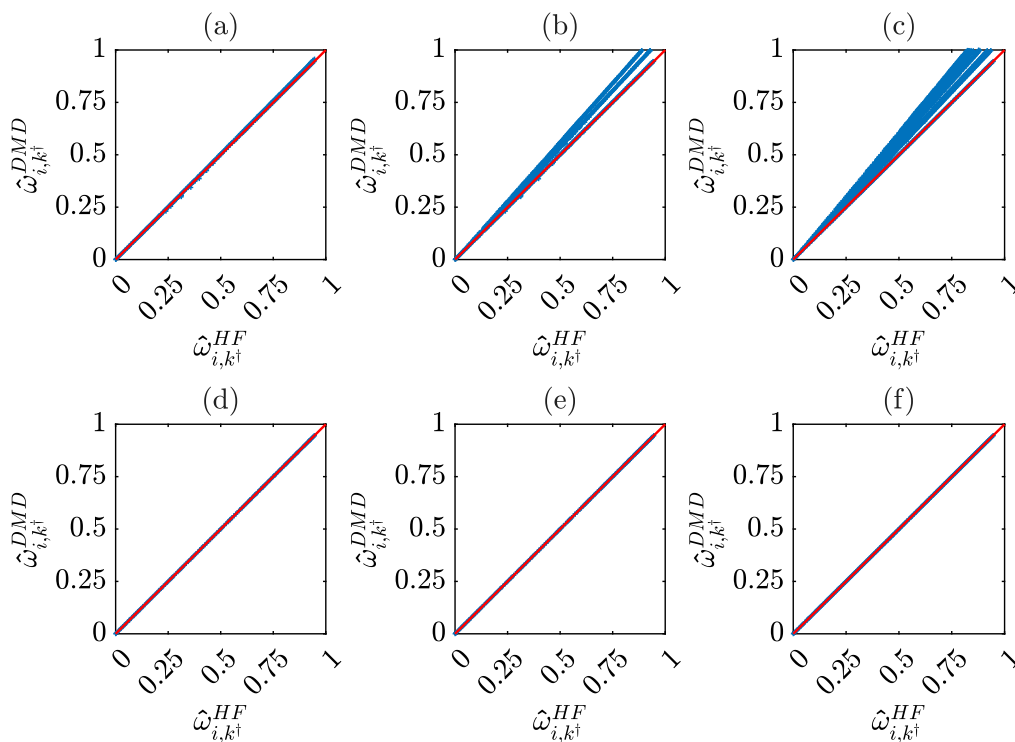 (a) (b) (c)
1 1 1
0.75 0.75 0.75
0.5 0.5 0.5
0.25 0.25 0.25
0 0 0
ω̂_{i,k†}^{DMD} ω̂_{i,k†}^{DMD} ω̂_{i,k†}^{DMD}
0 0.25 0.5 0.75 1 0 0.25 0.5 0.75 1 0 0.25 0.5 0.75 1
ω̂_{i,k†}^{HF} ω̂_{i,k†}^{HF} ω̂_{i,k†}^{HF}
(d) (e) (f)
1 1 1
0.75 0.75 0.75
0.5 0.5 0.5
0.25 0.25 0.25
0 0 0
ω̂_{i,k†}^{DMD} ω̂_{i,k†}^{DMD} ω̂_{i,k†}^{DMD}
0 0.25 0.5 0.75 1 0 0.25 0.5 0.75 1 0 0.25 0.5 0.75 1
ω̂_{i,k†}^{HF} ω̂_{i,k†}^{HF} ω̂_{i,k†}^{HF}